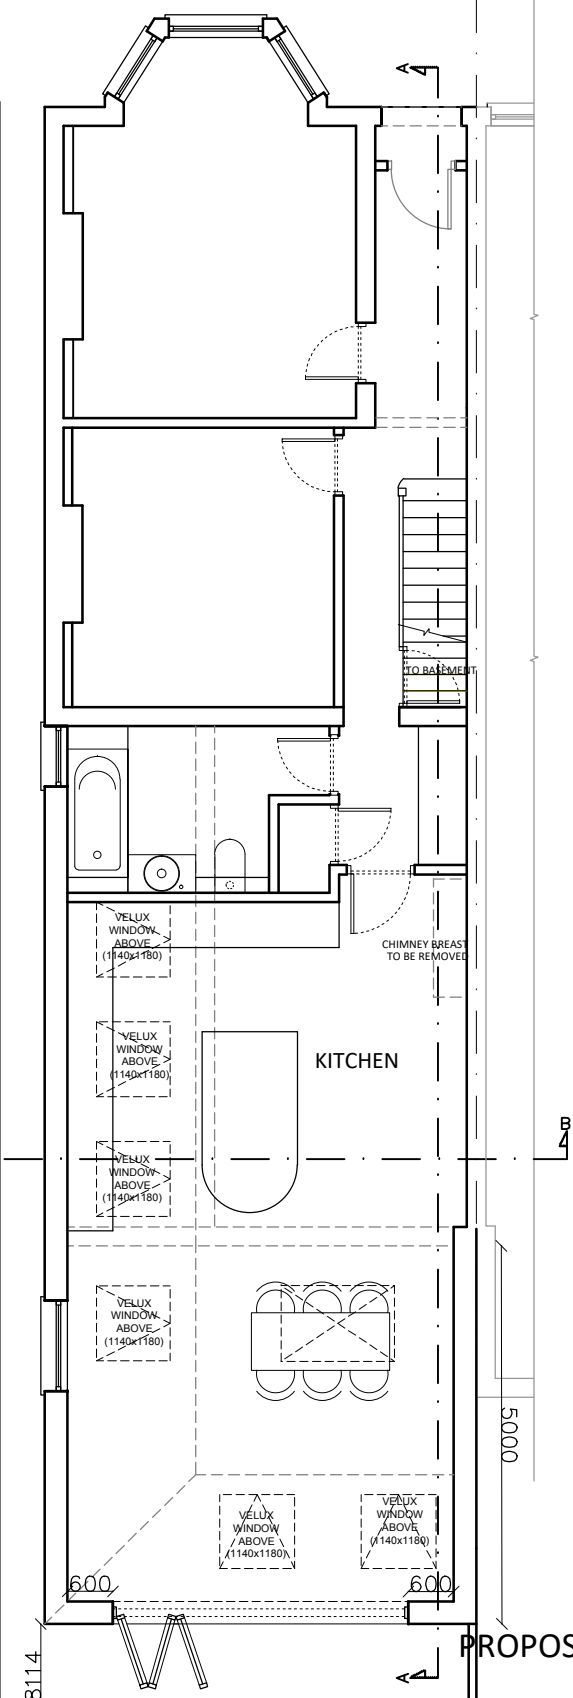 A
TO BASEMENT
VELUX
WINDOW
ABOVE
(1140x1180)
CHIMNEY BREAST
TO BE REMOVED
VELUX
WINDOW
ABOVE
(1140x1180)
KITCHEN
B
VELUX
WINDOW
ABOVE
(1140x1180)
VELUX
WINDOW
ABOVE
(1140x1180)
5000
VELUX
WINDOW
ABOVE
(1140x1180)
VELUX
WINDOW
ABOVE
(1140x1180)
600
600
PROPOS
8114
A